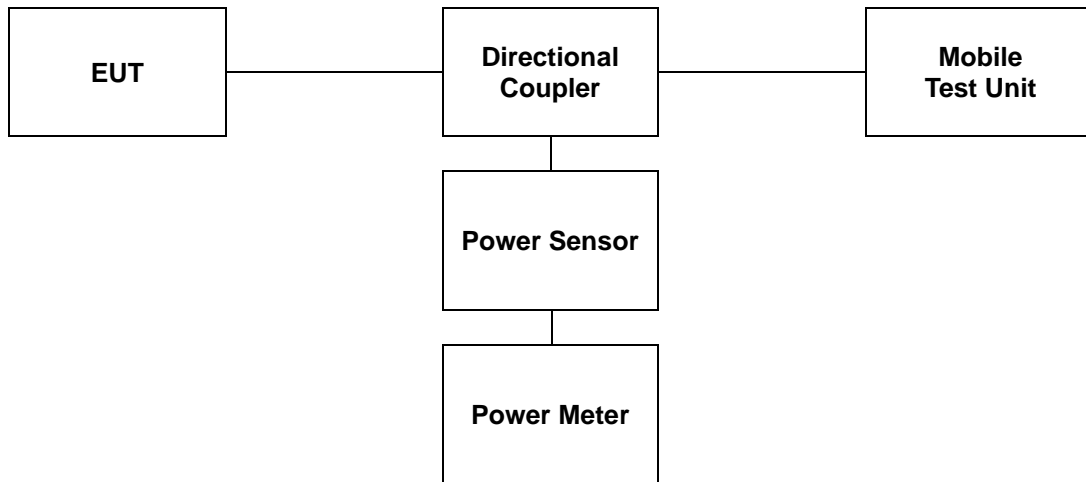 EUT
Directional
Coupler
Mobile
Test Unit
Power Sensor
Power Meter